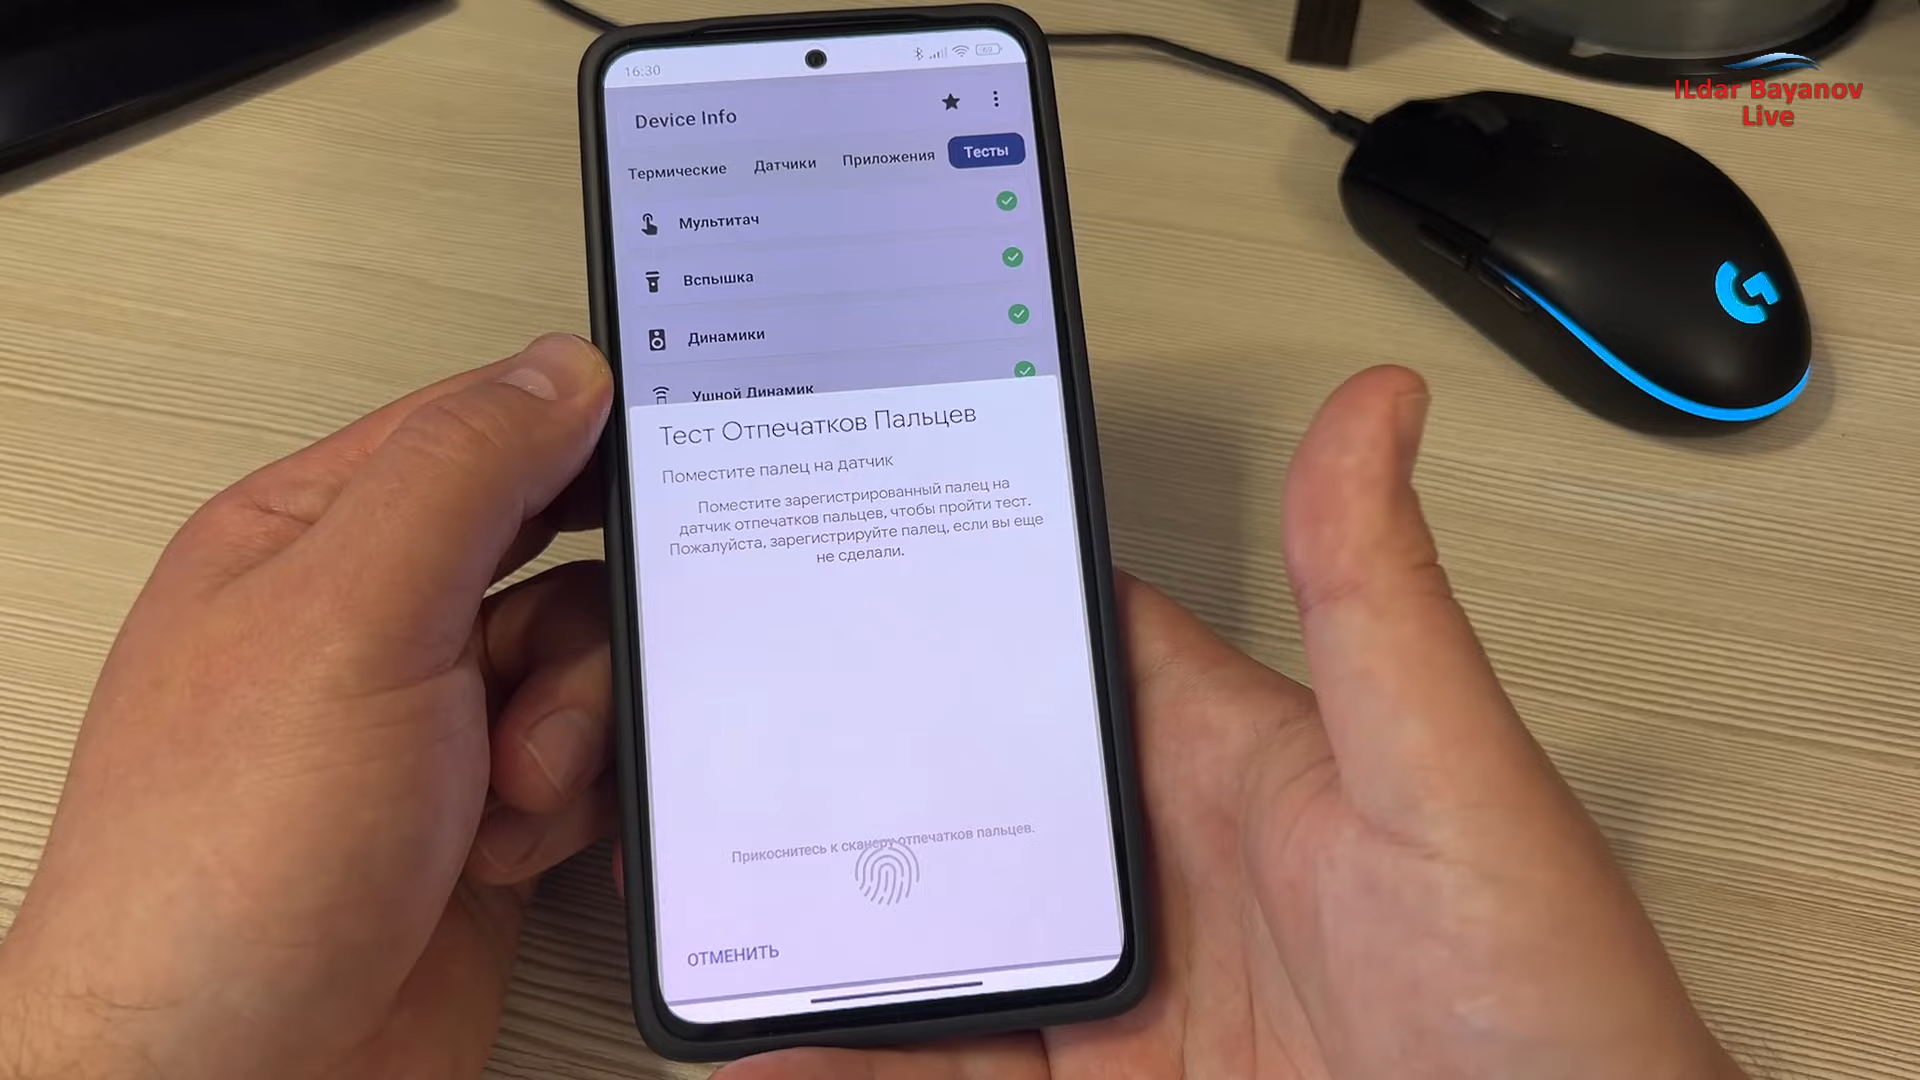 ILdar Bayanov
Live
16:30
69
Device Info
Термические
Датчики
Приложения
Тесты
Мультитач
Вспышка
Динамики
Ушной Динамик
Тест Отпечатков Пальцев
Поместите палец на датчик
Поместите зарегистрированный палец на
датчик отпечатков пальцев, чтобы пройти тест.
Пожалуйста, зарегистрируйте палец, если вы еще
не сделали.
Прикоснитесь к сканеру отпечатков пальцев.
ОТМЕНИТЬ